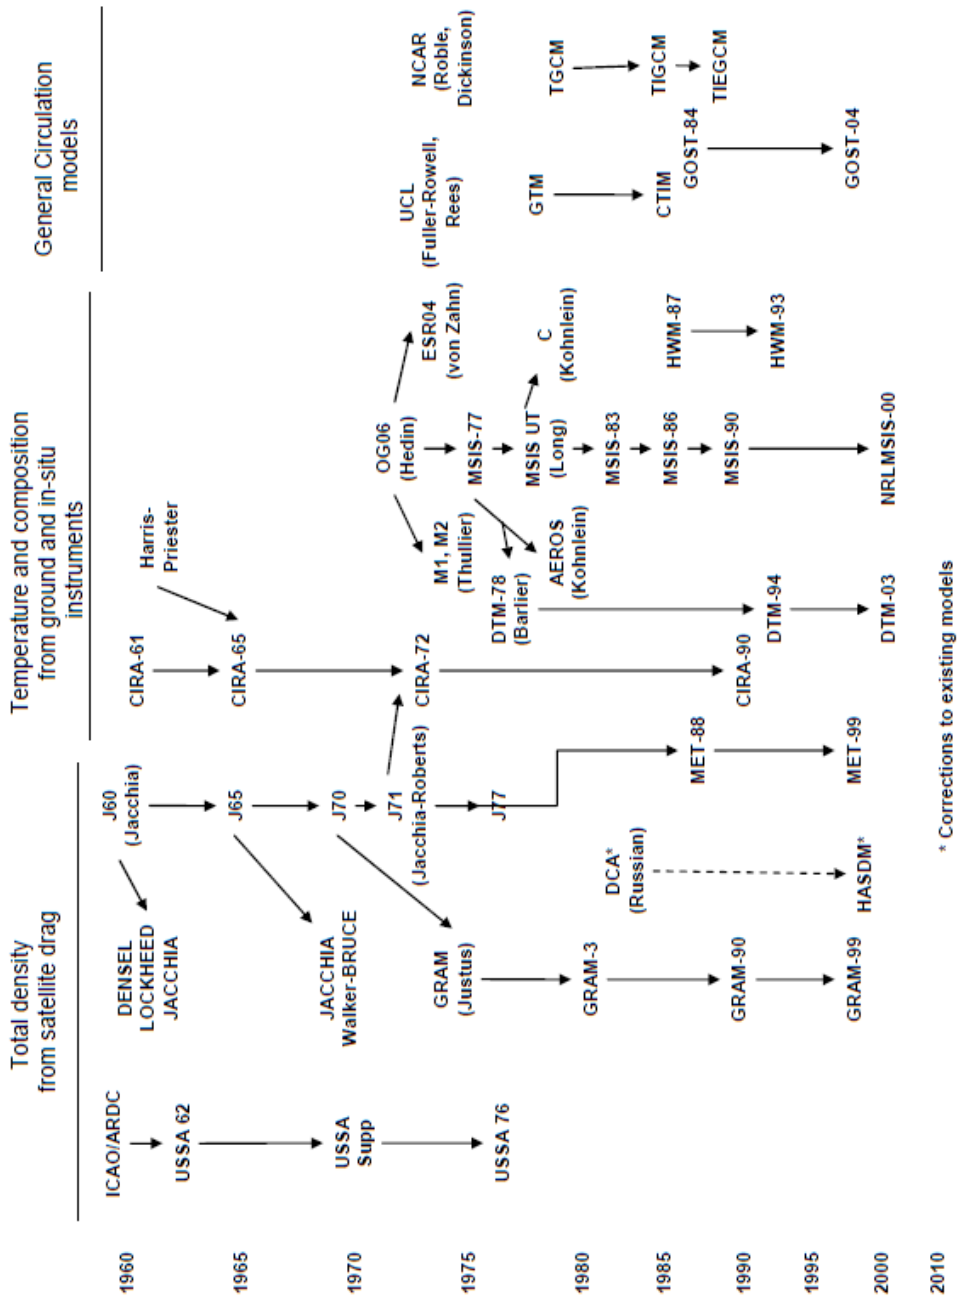 Total density
from satellite drag
Temperature and composition
from ground and in-situ
instruments
General Circulation
models
1960
1965
1970
1975
1980
1985
1990
1995
2000
2010
ICAO/ARDC
USSA 62
USSA
Supp
USSA 76
DENSEL
LOCKHEED
JACCHIA
JACCHIA
Walker-BRUCE
GRAM
(Justus)
GRAM-3
GRAM-90
GRAM-99
DCA*
(Russian)
HASDM*
J60
(Jacchia)
J65
J70
J71
(Jacchia-Roberts)
J77
MET-88
MET-99
CIRA-61
CIRA-65
CIRA-72
CIRA-90
Harris-
Priester
M1, M2
(Thullier)
DTM-78
(Barlier)
AEROS
(Kohnlein)
DTM-94
DTM-03
OG06
(Hedin)
MSIS-77
MSIS UT
(Long)
MSIS-83
MSIS-86
MSIS-90
NRLMSIS-00
ESR04
(von Zahn)
C
(Kohnlein)
HWM-87
HWM-93
UCL
(Fuller-Rowell,
Rees)
GTM
CTIM
NCAR
(Roble,
Dickinson)
TGCM
TIGCM
TIEGCM
GOST-84
GOST-04
* Corrections to existing models